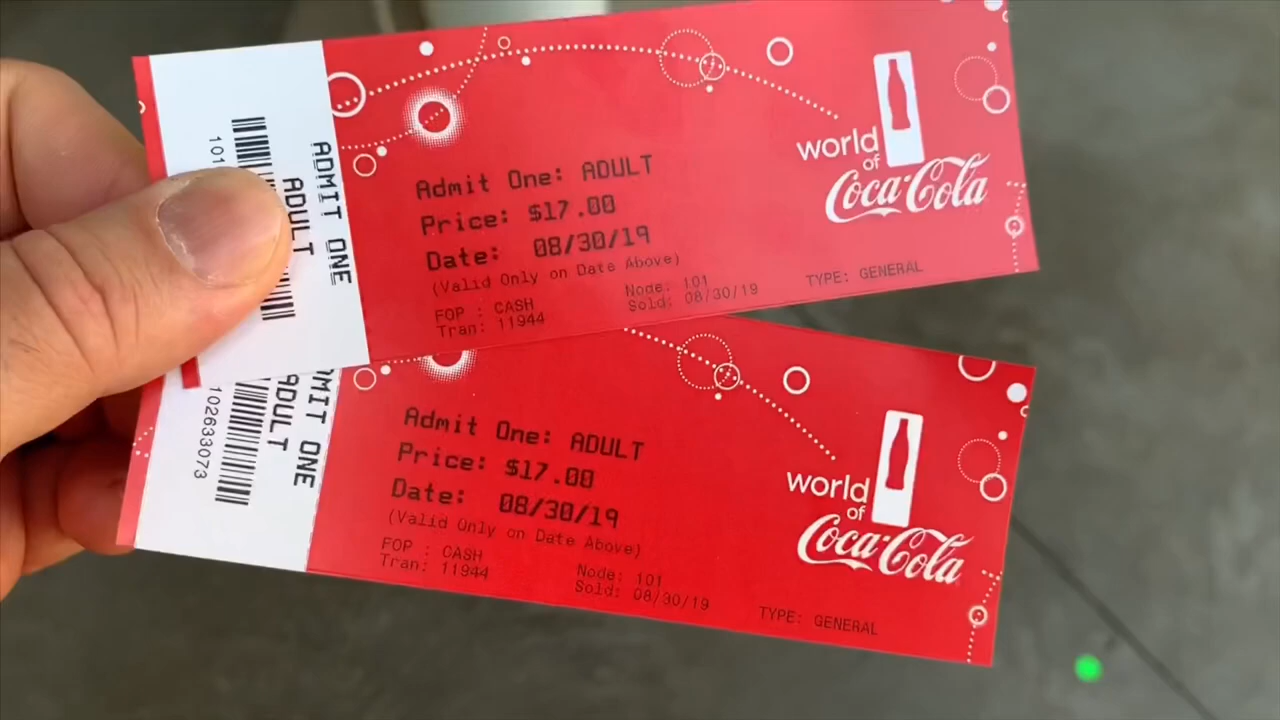 101
ADMIT ONE
ADULT
Admit One: ADULT
Price: $17.00
Date: 08/30/19
(Valid Only on Date Above)
FOP : CASH
Tran: 11944
Node: 101
Sold: 08/30/19
TYPE: GENERAL
world
of
Coca-Cola
102633073
ADULT
ONE
Admit One: ADULT
Price: $17.00
Date: 08/30/19
(Valid Only on Date Above)
FOP : CASH
Tran: 11944
Node: 101
Sold: 08/30/19
TYPE: GENERAL
world
of
Coca-Cola